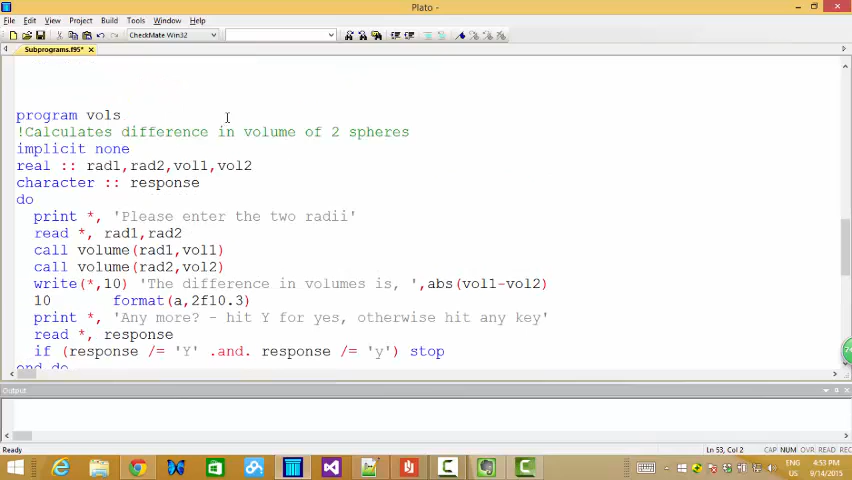 Plato -
File Edit View Project Build Tools Window Help
CheckMate Win32
Subprograms.f95*
program vols
!Calculates difference in volume of 2 spheres
implicit none
real :: rad1,rad2,vol1,vol2
character :: response
do
print *, 'Please enter the two radii'
read *, rad1,rad2
call volume(rad1,vol1)
call volume(rad2,vol2)
write(*,10) 'The difference in volumes is, ',abs(vol1-vol2)
10 format(a,2f10.3)
print *, 'Any more? - hit Y for yes, otherwise hit any key'
read *, response
if (response /= 'Y' .and. response /= 'y') stop
end do
Output
Ready
Ln 53, Col 2
CAP NUM OVR READ REC
ENG
US
4:53 PM
9/14/2015